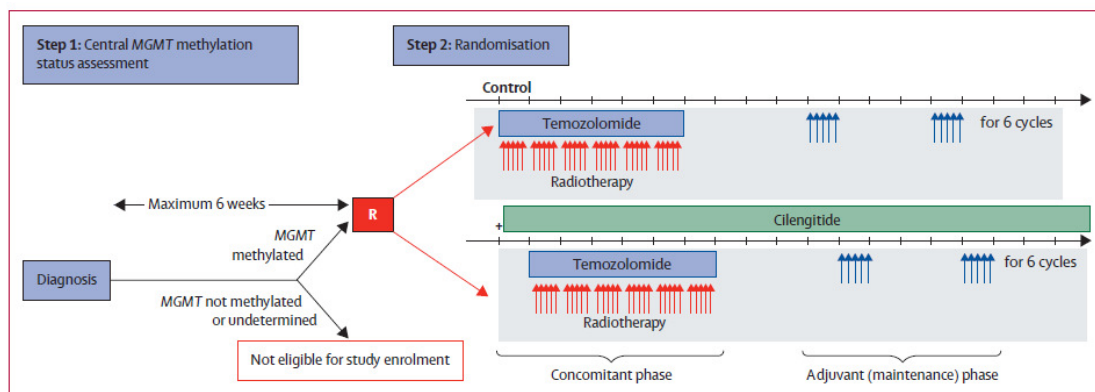 Step 1: Central MGMT methylation
status assessment
Step 2: Randomisation
Control
Temozolomide
for 6 cycles
Radiotherapy
Maximum 6 weeks
R
MGMT
methylated
Diagnosis
MGMT not methylated
or undetermined
Not eligible for study enrolment
+
Cilengitide
Temozolomide
for 6 cycles
Radiotherapy
Concomitant phase
Adjuvant (maintenance) phase